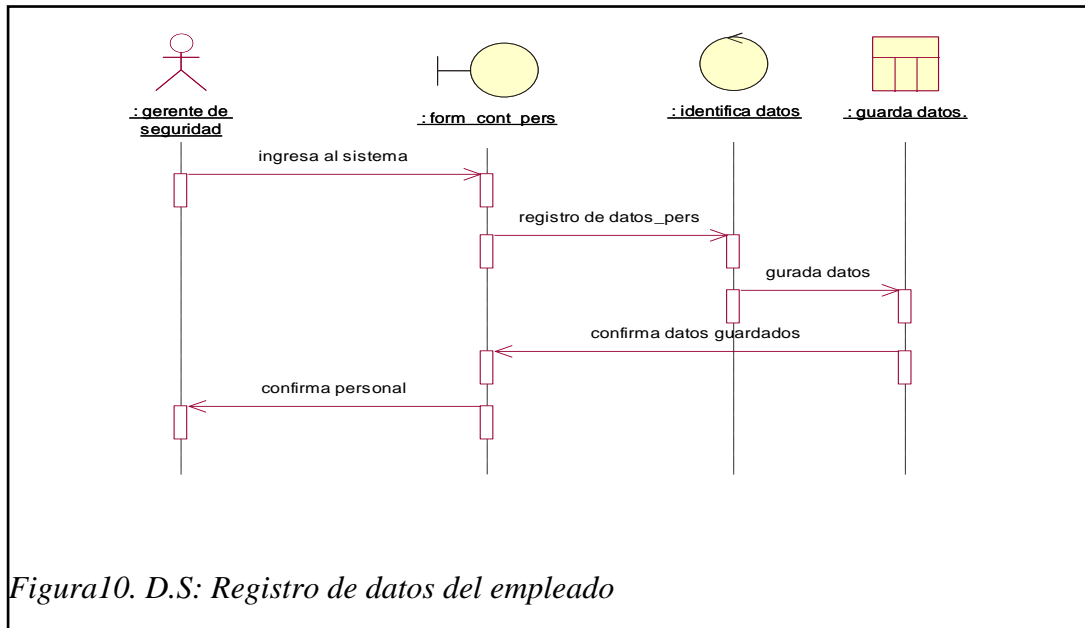 : gerente de
seguridad
: form_cont_pers
: identifica datos
: guarda datos.
ingresa al sistema
registro de datos_pers
gurada datos
confirma datos guardados
confirma personal
Figura10. D.S: Registro de datos del empleado